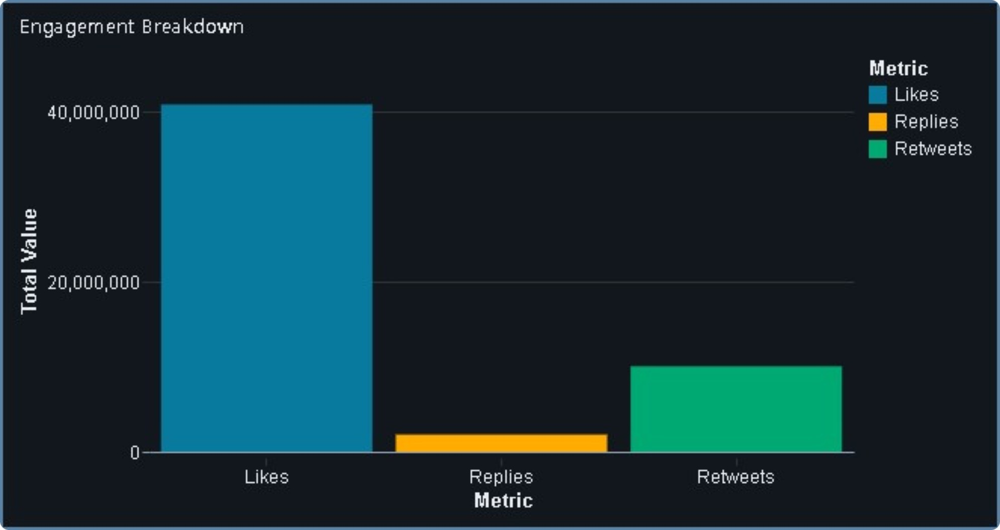 Engagement Breakdown
Metric
Likes
Replies
Retweets
Total Value
40,000,000
20,000,000
0
Likes
Replies
Retweets
Metric